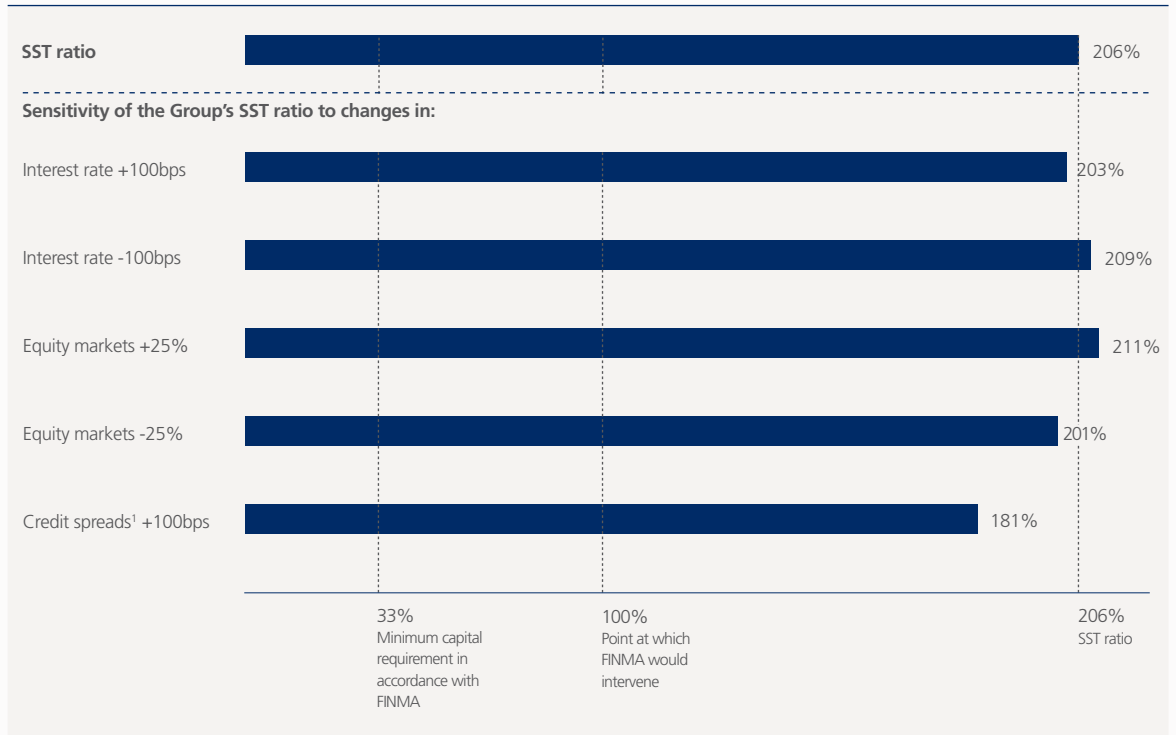 SST ratio
206%
Sensitivity of the Group's SST ratio to changes in:
Interest rate +100bps
203%
Interest rate -100bps
209%
Equity markets +25%
211%
Equity markets -25%
201%
Credit spreads¹ +100bps
181%
33%
Minimum capital
requirement in
accordance with
FINMA
100%
Point at which
FINMA would
intervene
206%
SST ratio